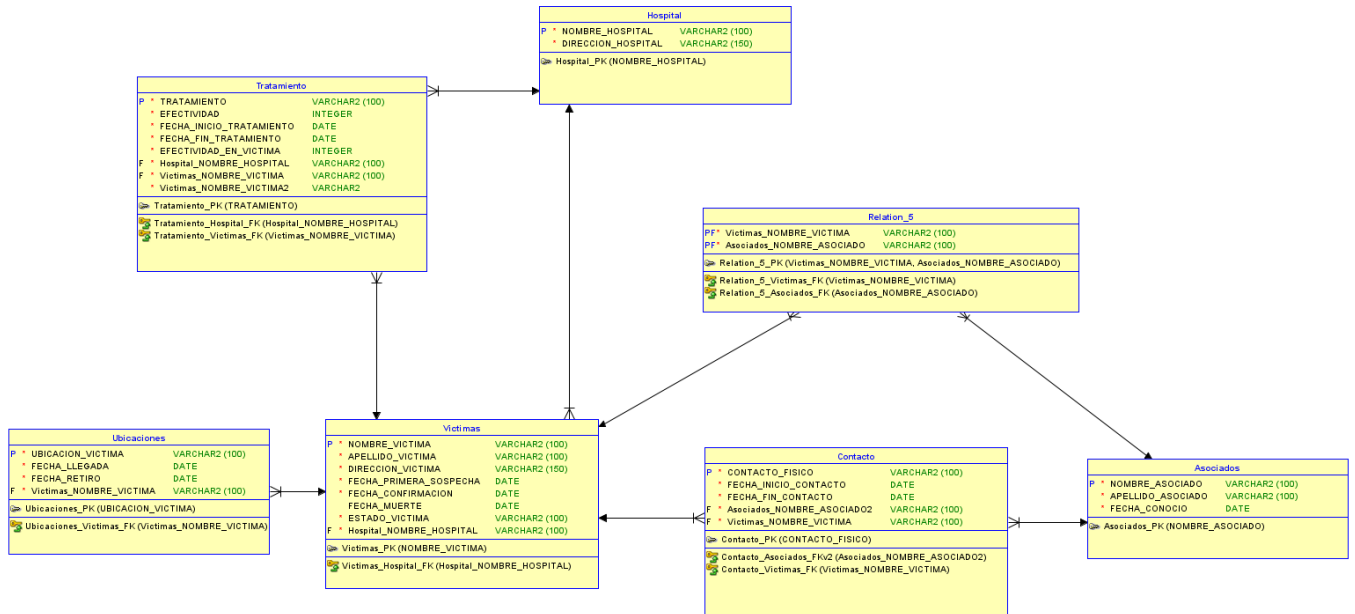 Hospital
P * NOMBRE_HOSPITAL VARCHAR2 (100)
* DIRECCION_HOSPITAL VARCHAR2 (150)
Hospital_PK (NOMBRE_HOSPITAL)
Tratamiento
P * TRATAMIENTO VARCHAR2 (100)
* EFECTIVIDAD INTEGER
* FECHA_INICIO_TRATAMIENTO DATE
* FECHA_FIN_TRATAMIENTO DATE
* EFECTIVIDAD_EN_VICTIMA INTEGER
F * Hospital_NOMBRE_HOSPITAL VARCHAR2 (100)
F * Victimas_NOMBRE_VICTIMA VARCHAR2 (100)
* Victimas_NOMBRE_VICTIMA2 VARCHAR2
Tratamiento_PK (TRATAMIENTO)
Tratamiento_Hospital_FK (Hospital_NOMBRE_HOSPITAL)
Tratamiento_Victimas_FK (Victimas_NOMBRE_VICTIMA)
Relation_5
PF* Victimas_NOMBRE_VICTIMA VARCHAR2 (100)
PF* Asociados_NOMBRE_ASOCIADO VARCHAR2 (100)
Relation_5_PK (Victimas_NOMBRE_VICTIMA, Asociados_NOMBRE_ASOCIADO)
Relation_5_Victimas_FK (Victimas_NOMBRE_VICTIMA)
Relation_5_Asociados_FK (Asociados_NOMBRE_ASOCIADO)
Ubicaciones
P * UBICACION_VICTIMA VARCHAR2 (100)
* FECHA_LLEGADA DATE
* FECHA_RETIRO DATE
F * Victimas_NOMBRE_VICTIMA VARCHAR2 (100)
Ubicaciones_PK (UBICACION_VICTIMA)
Ubicaciones_Victimas_FK (Victimas_NOMBRE_VICTIMA)
Victimas
P * NOMBRE_VICTIMA VARCHAR2 (100)
* APELLIDO_VICTIMA VARCHAR2 (100)
* DIRECCION_VICTIMA VARCHAR2 (150)
* FECHA_PRIMERA_SOSPECHA DATE
* FECHA_CONFIRMACION DATE
FECHA_MUERTE DATE
* ESTADO_VICTIMA VARCHAR2 (100)
F * Hospital_NOMBRE_HOSPITAL VARCHAR2 (100)
Victimas_PK (NOMBRE_VICTIMA)
Victimas_Hospital_FK (Hospital_NOMBRE_HOSPITAL)
Contacto
P * CONTACTO_FISICO VARCHAR2 (100)
* FECHA_INICIO_CONTACTO DATE
* FECHA_FIN_CONTACTO DATE
F * Asociados_NOMBRE_ASOCIADO2 VARCHAR2 (100)
F * Victimas_NOMBRE_VICTIMA VARCHAR2 (100)
Contacto_PK (CONTACTO_FISICO)
Contacto_Asociados_FKv2 (Asociados_NOMBRE_ASOCIADO2)
Contacto_Victimas_FK (Victimas_NOMBRE_VICTIMA)
Asociados
P * NOMBRE_ASOCIADO VARCHAR2 (100)
* APELLIDO_ASOCIADO VARCHAR2 (100)
* FECHA_CONOCIO DATE
Asociados_PK (NOMBRE_ASOCIADO)